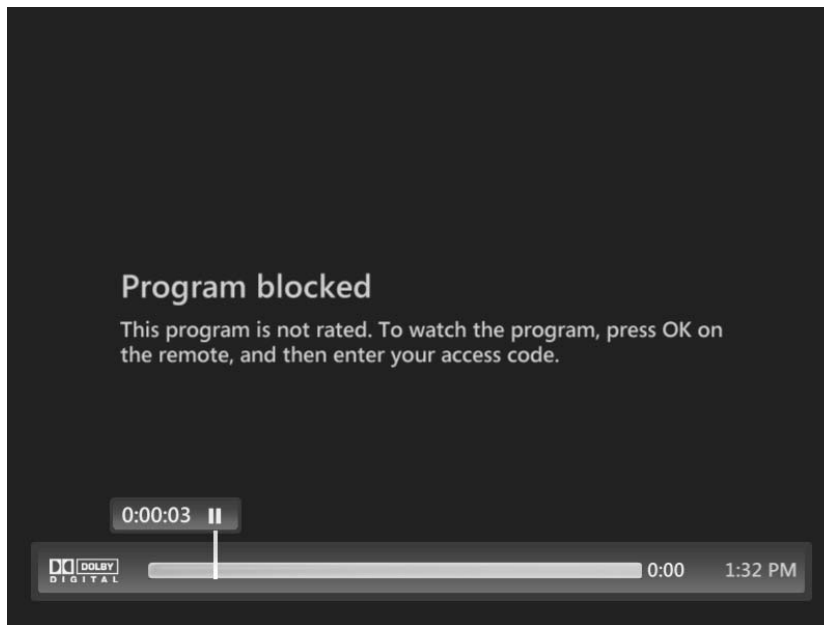 Program blocked
This program is not rated. To watch the program, press OK on
the remote, and then enter your access code.
0:00:03
DOLBY
DIGITAL
0:00
1:32 PM